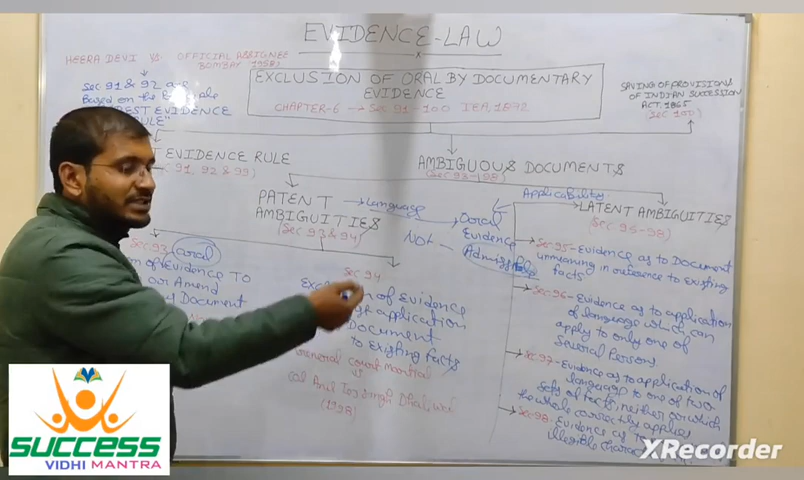 EVIDENCE-LAW
HEERA DEVI VS OFFICIAL ASSIGNEE
BOMBAY (1958)
Sec 91 & 92 are
Based on the
BEST EVIDENCE
RULE"
EXCLUSION OF ORAL BY DOCUMENTARY
EVIDENCE
CHAPTER-6 → Sec 91-100 IEA, 1872
SAVING OF PROVISIONS
OF INDIAN SUCESSION
ACT. 1865
(Sec 100)
EVIDENCE RULE
91, 92 & 99)
AMBIGUOUS DOCUMENTS
(Sec 93-98)
PATENT
AMBIGUITIES
(Sec 93 & 94)
Language
Not
Oral
Evidence
Applicability
LATENT AMBIGUITIES
(Sec 95-98)
Sec 93
oral
of Evidence To
or Amend
Document
Sec 94
of Evidence
application
Document
to Existing facts
Court Martial
vs
Col Anil Tej Singh Dhaliwal
(1998)
Sec-95- Evidence as to Document
unmeaning in reference to existing
facts
Sec-96- Evidence as to application
of language which can
apply to only one of
Several Persons
Sec-97- Evidence as to application of
language to one of two
Sets of facts, neither of which
the whole correctly applies
Sec-98- Evidence as to
SUCCESS
VIDHI MANTRA
XRecorder